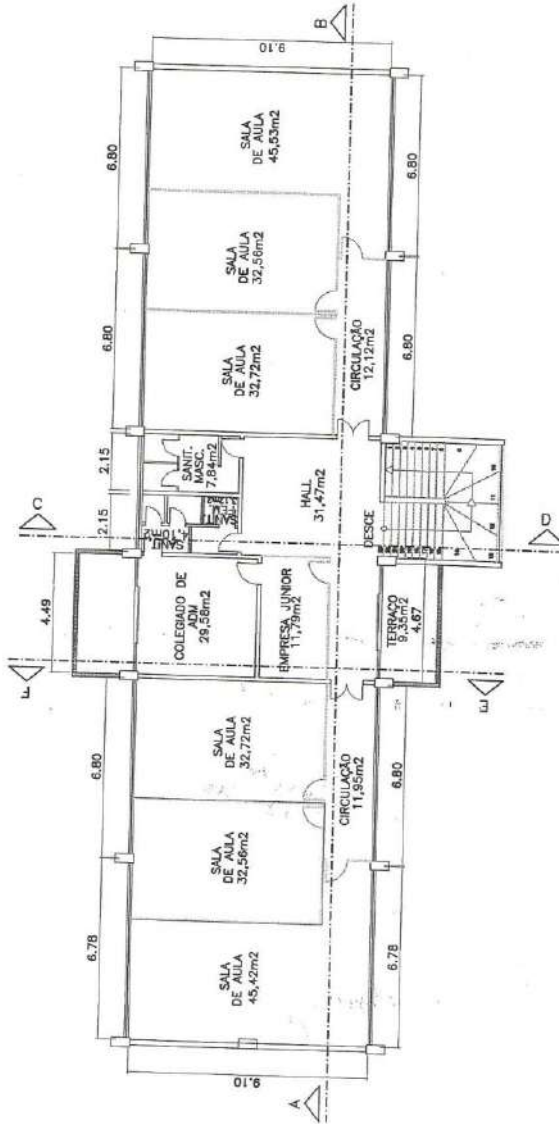 B
9.10
6.80
6.80
SALA
DE AULA
45,53m2
6.80
SALA
DE AULA
32,56m2
SALA
DE AULA
32,72m2
CIRCULAÇÃO
12,12m2
6.80
2.15
SANIT.
MASC.
7,84m2
HALL
31,47m2
C
2.15
DESCE
D
4.49
COLEGIADO DE
ADM
29,58m2
EMPRESA JUNIOR
11,79m2
TERRAÇO
9,35m2
4.67
F
E
6.80
SALA
DE AULA
32,72m2
CIRCULAÇÃO
11,95m2
6.80
SALA
DE AULA
32,56m2
6.78
SALA
DE AULA
45,42m2
6.78
9.10
A